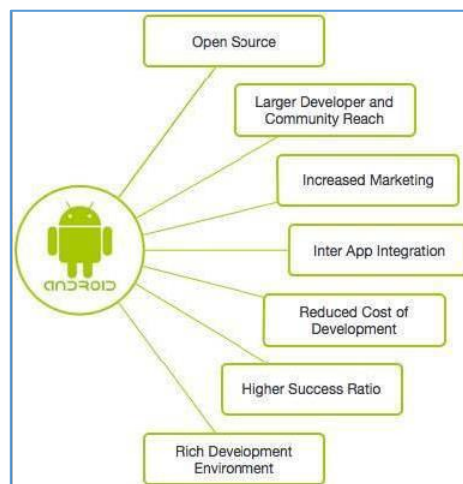 Open Source
Larger Developer and
Community Reach
Increased Marketing
Inter App Integration
ANDROID
Reduced Cost of
Development
Higher Success Ratio
Rich Development
Environment